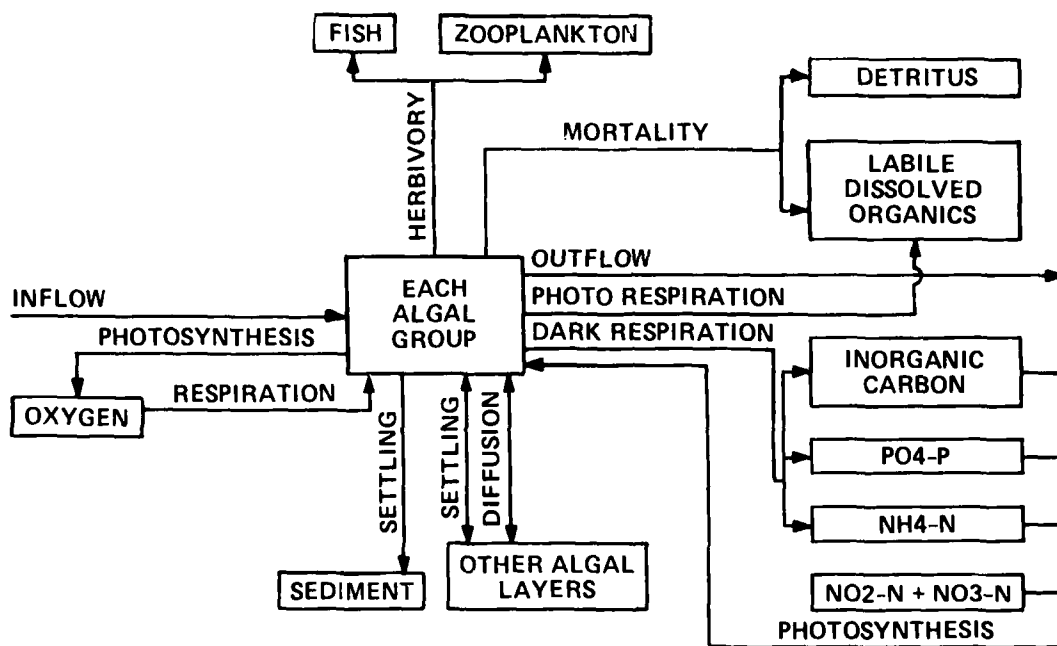 FISH
ZOOPLANKTON
DETRITUS
HERBIVORY
MORTALITY
LABILE
DISSOLVED
ORGANICS
OUTFLOW
INFLOW
EACH
ALGAL
GROUP
PHOTO RESPIRATION
PHOTOSYNTHESIS
DARK RESPIRATION
INORGANIC
CARBON
RESPIRATION
OXYGEN
SETTLING
SETTLING
DIFFUSION
PO4-P
NH4-N
OTHER ALGAL
LAYERS
SEDIMENT
NO2-N + NO3-N
PHOTOSYNTHESIS